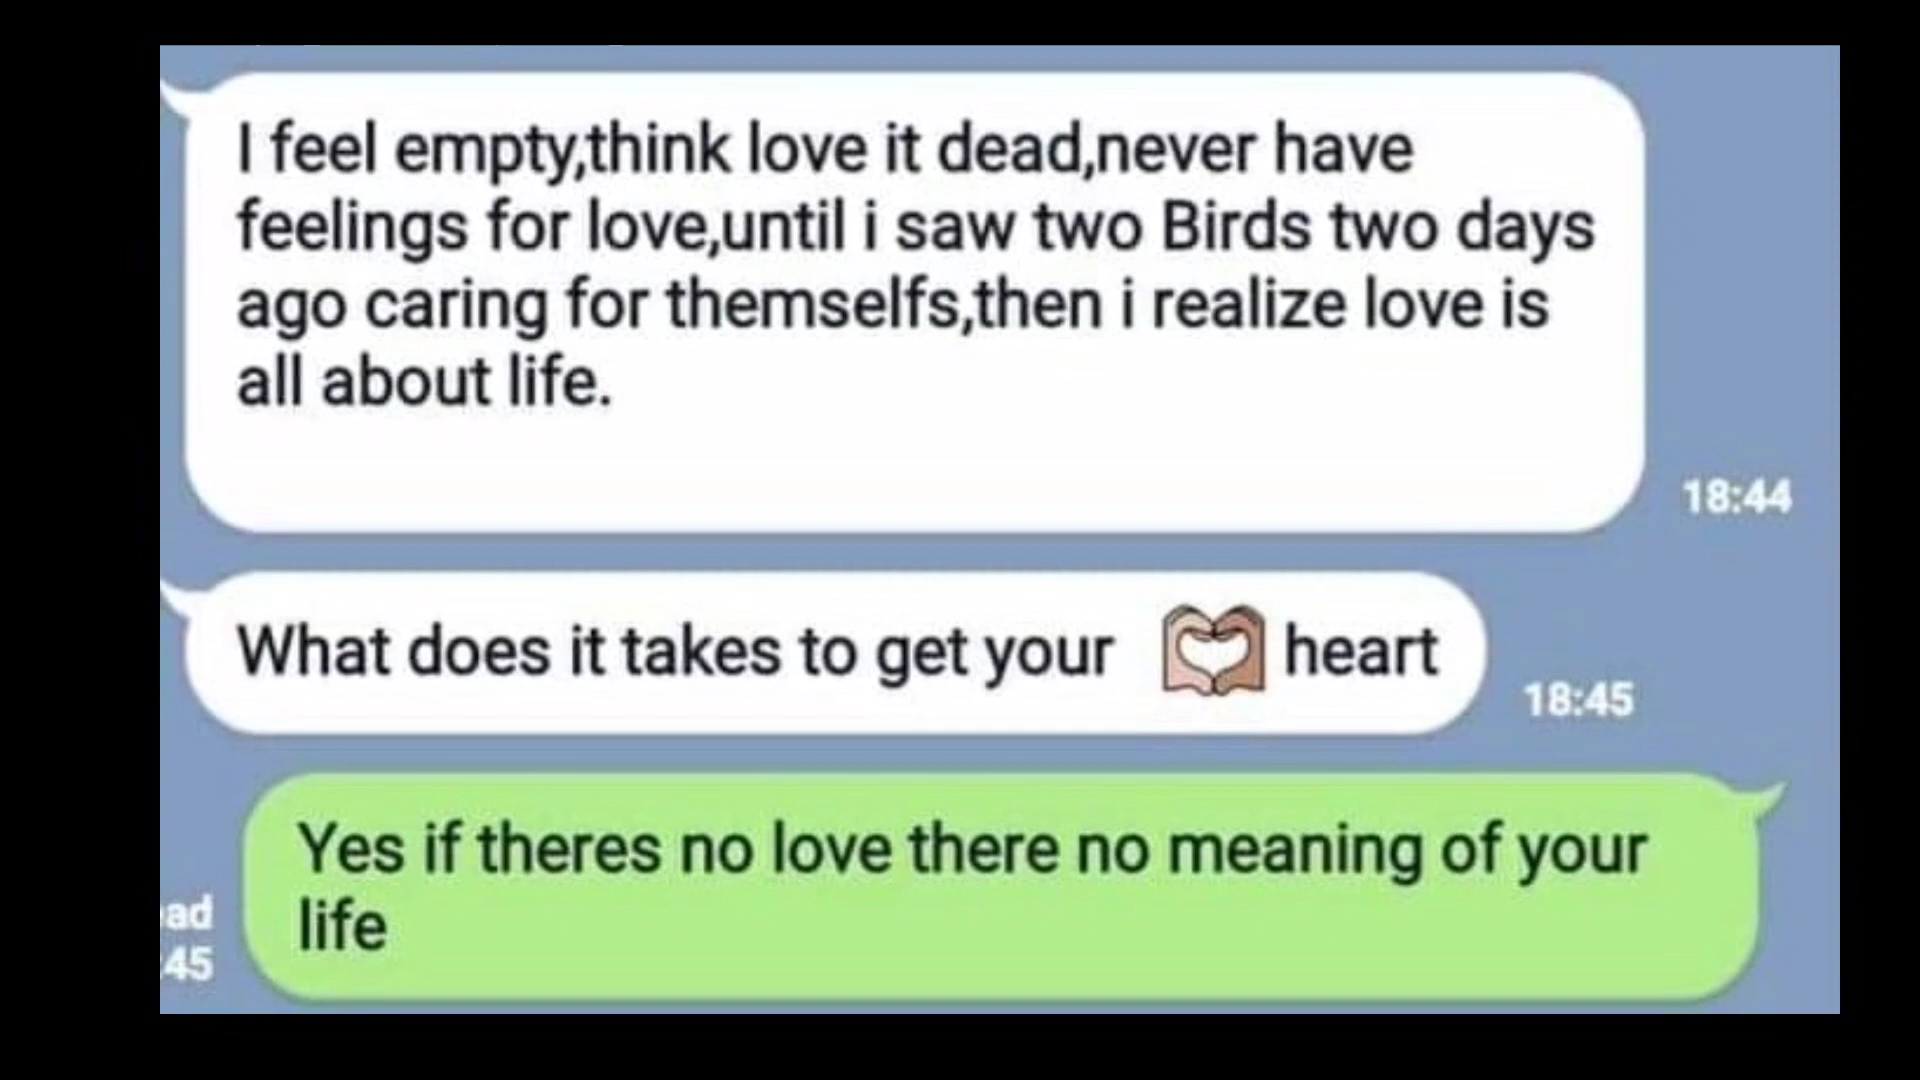 I feel empty,think love it dead,never have
feelings for love,until i saw two Birds two days
ago caring for themselfs,then i realize love is
all about life.
18:44
What does it takes to get your 🫶 heart
18:45
Yes if theres no love there no meaning of your
life
ad
:45